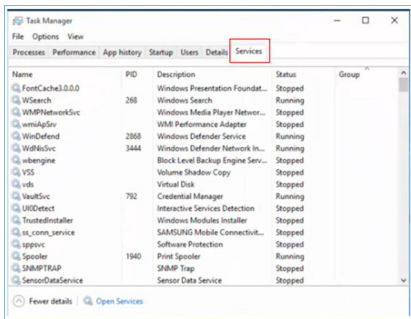 Task Manager
File Options View
Processes Performance App history Startup Users Details Services
Name PID Description Status Group
FontCache3.0.0.0 Windows Presentation Foundat... Stopped
WSearch 268 Windows Search Running
WMPNetworkSvc Windows Media Player Networ... Stopped
wmiApSrv WMI Performance Adapter Stopped
WinDefend 2868 Windows Defender Service Running
WdNisSvc 3444 Windows Defender Network In... Running
wbengine Block Level Backup Engine Serv... Stopped
VSS Volume Shadow Copy Stopped
vds Virtual Disk Stopped
VaultSvc 792 Credential Manager Running
UI0Detect Interactive Services Detection Stopped
TrustedInstaller Windows Modules Installer Stopped
ss_conn_service SAMSUNG Mobile Connectivit... Stopped
sppsvc Software Protection Stopped
Spooler 1940 Print Spooler Running
SNMPTRAP SNMP Trap Stopped
SensorDataService Sensor Data Service Stopped
Fewer details Open Services